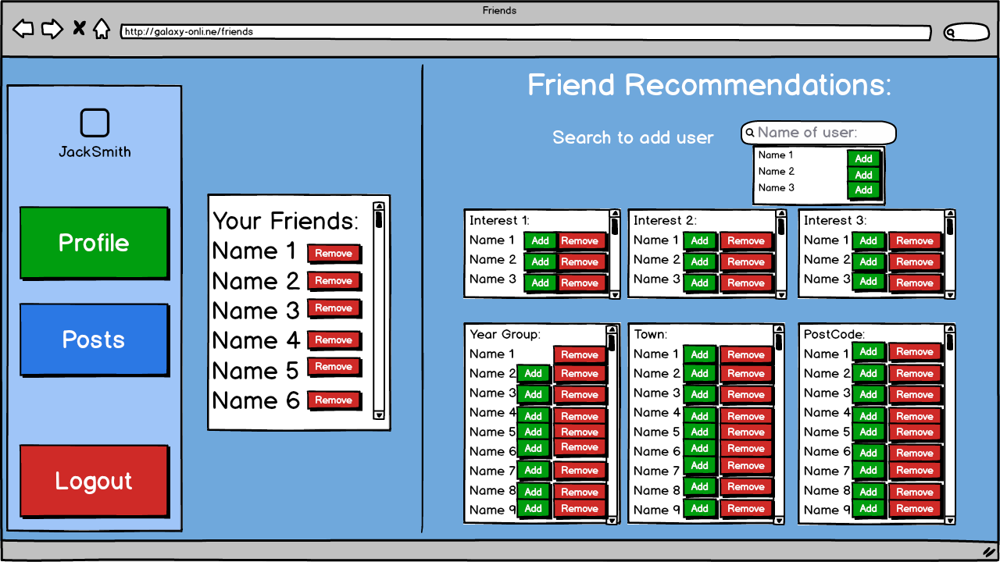 Friends
http://galaxy-onli.ne/friends
JackSmith
Profile
Posts
Logout
Your Friends:
Name 1 Remove
Name 2 Remove
Name 3 Remove
Name 4 Remove
Name 5 Remove
Name 6 Remove
Friend Recommendations:
Search to add user
Name of user:
Name 1 Add
Name 2 Add
Name 3 Add
Interest 1:
Name 1 Add Remove
Name 2 Add Remove
Name 3 Add Remove
Interest 2:
Name 1 Add Remove
Name 2 Add Remove
Name 3 Add Remove
Interest 3:
Name 1 Add Remove
Name 2 Add Remove
Name 3 Add Remove
Year Group:
Name 1 Remove
Name 2 Add Remove
Name 3 Add Remove
Name 4 Add Remove
Name 5 Add Remove
Name 6 Add Remove
Name 7 Add Remove
Name 8 Add Remove
Name 9 Add Remove
Town:
Name 1 Add Remove
Name 2 Add Remove
Name 3 Add Remove
Name 4 Add Remove
Name 5 Add Remove
Name 6 Add Remove
Name 7 Add Remove
Name 8 Add Remove
Name 9
PostCode:
Name 1 Add Remove
Name 2 Add Remove
Name 3 Add Remove
Name 4 Add Remove
Name 5 Add Remove
Name 6 Add Remove
Name 7 Add Remove
Name 8 Add Remove
Name 9 Add Remove